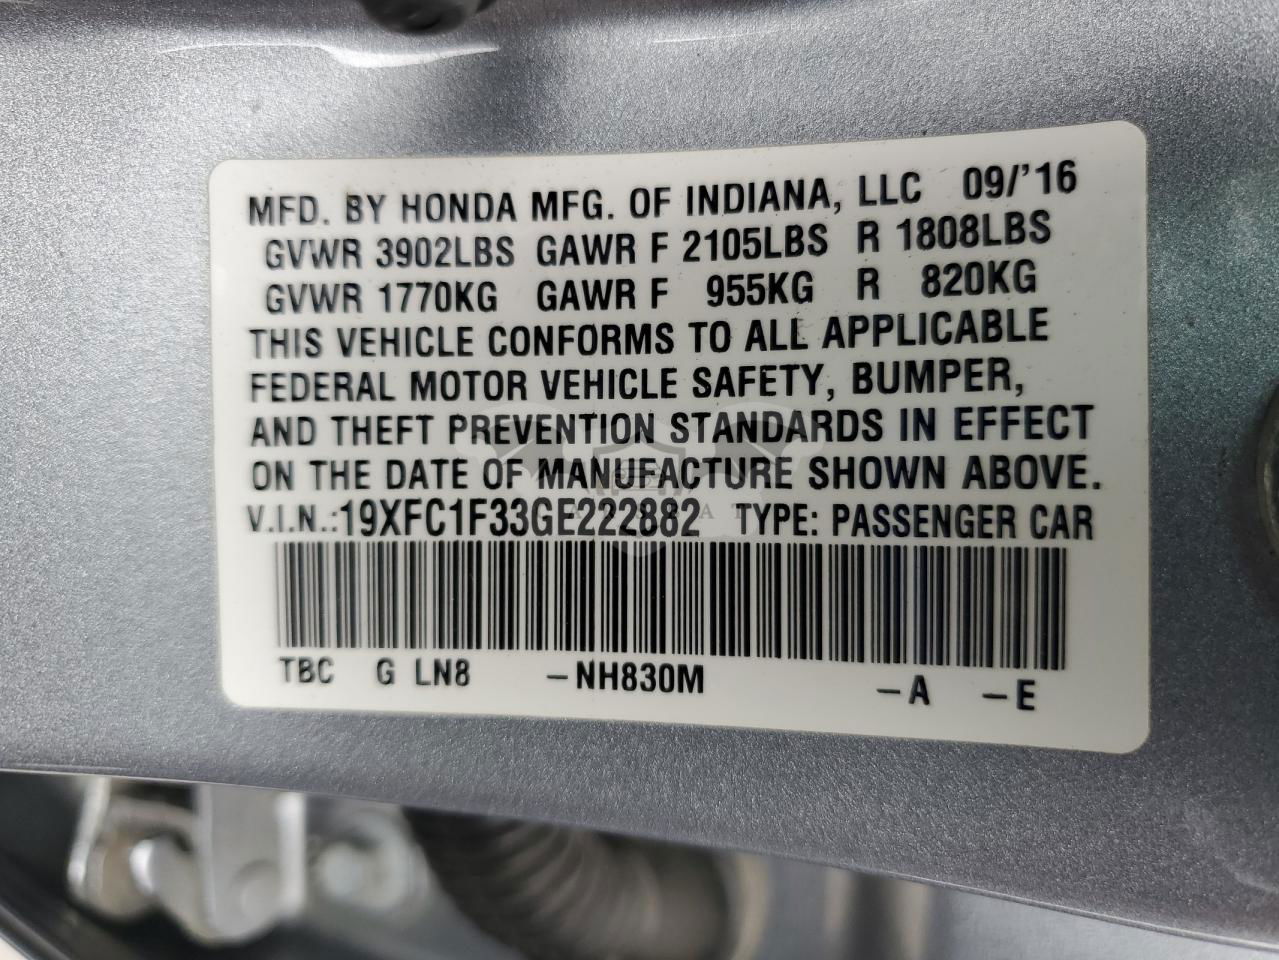 MFD. BY HONDA MFG. OF INDIANA, LLC 09/'16
GVWR 3902LBS GAWR F 2105LBS R 1808LBS
GVWR 1770KG GAWR F 955KG R 820KG
THIS VEHICLE CONFORMS TO ALL APPLICABLE
FEDERAL MOTOR VEHICLE SAFETY, BUMPER,
AND THEFT PREVENTION STANDARDS IN EFFECT
ON THE DATE OF MANUFACTURE SHOWN ABOVE.
V.I.N.:19XFC1F33GE222882 TYPE: PASSENGER CAR
TBC G LN8 -NH830M -A -E